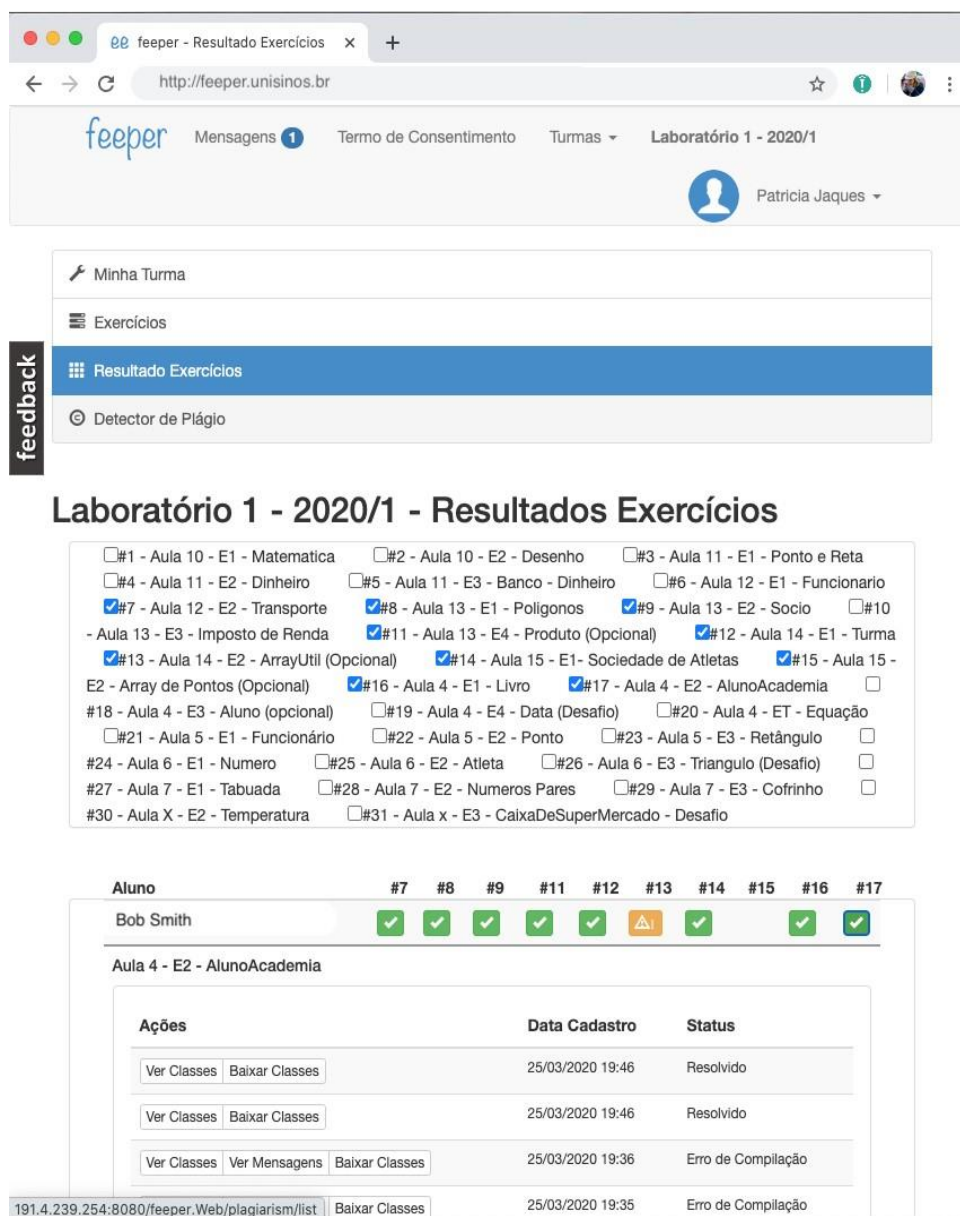 feeper - Resultado Exercícios
http://feeper.unisinos.br
feeper Mensagens 1 Termo de Consentimento Turmas Laboratório 1 - 2020/1
Patricia Jaques
Minha Turma
Exercícios
Resultado Exercícios
Detector de Plágio
feedback
Laboratório 1 - 2020/1 - Resultados Exercícios
#1 - Aula 10 - E1 - Matematica #2 - Aula 10 - E2 - Desenho #3 - Aula 11 - E1 - Ponto e Reta
#4 - Aula 11 - E2 - Dinheiro #5 - Aula 11 - E3 - Banco - Dinheiro #6 - Aula 12 - E1 - Funcionario
#7 - Aula 12 - E2 - Transporte #8 - Aula 13 - E1 - Poligonos #9 - Aula 13 - E2 - Socio #10
- Aula 13 - E3 - Imposto de Renda #11 - Aula 13 - E4 - Produto (Opcional) #12 - Aula 14 - E1 - Turma
#13 - Aula 14 - E2 - ArrayUtil (Opcional) #14 - Aula 15 - E1- Sociedade de Atletas #15 - Aula 15 -
E2 - Array de Pontos (Opcional) #16 - Aula 4 - E1 - Livro #17 - Aula 4 - E2 - AlunoAcademia
#18 - Aula 4 - E3 - Aluno (opcional) #19 - Aula 4 - E4 - Data (Desafio) #20 - Aula 4 - ET - Equação
#21 - Aula 5 - E1 - Funcionário #22 - Aula 5 - E2 - Ponto #23 - Aula 5 - E3 - Retângulo
#24 - Aula 6 - E1 - Numero #25 - Aula 6 - E2 - Atleta #26 - Aula 6 - E3 - Triangulo (Desafio)
#27 - Aula 7 - E1 - Tabuada #28 - Aula 7 - E2 - Numeros Pares #29 - Aula 7 - E3 - Cofrinho
#30 - Aula X - E2 - Temperatura #31 - Aula x - E3 - CaixaDeSuperMercado - Desafio
Aluno #7 #8 #9 #11 #12 #13 #14 #15 #16 #17
Bob Smith
Aula 4 - E2 - AlunoAcademia
Ações Data Cadastro Status
Ver Classes Baixar Classes 25/03/2020 19:46 Resolvido
Ver Classes Baixar Classes 25/03/2020 19:46 Resolvido
Ver Classes Ver Mensagens Baixar Classes 25/03/2020 19:36 Erro de Compilação
191.4.239.254:8080/feeper.Web/plagiarism/list Baixar Classes 25/03/2020 19:35 Erro de Compilação